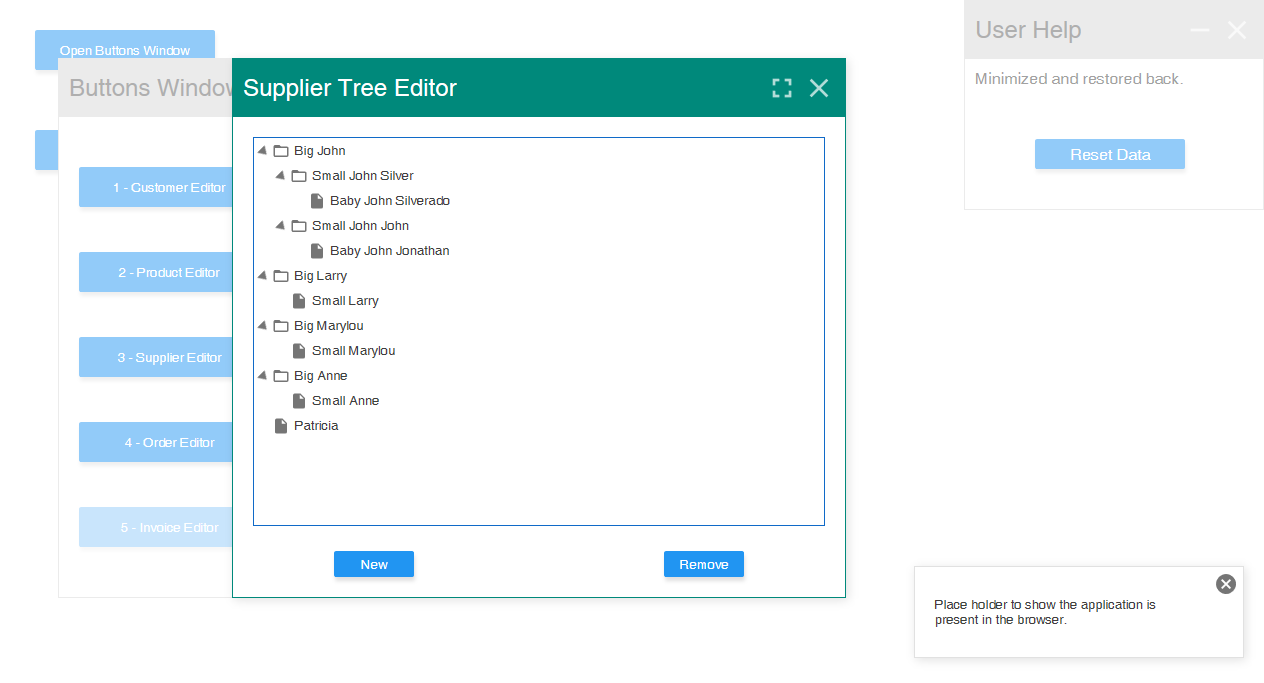 Open Buttons Window
User Help
Minimized and restored back.
Reset Data
Buttons Window
1 - Customer Editor
2 - Product Editor
3 - Supplier Editor
4 - Order Editor
5 - Invoice Editor
Supplier Tree Editor
Big John
Small John Silver
Baby John Silverado
Small John John
Baby John Jonathan
Big Larry
Small Larry
Big Marylou
Small Marylou
Big Anne
Small Anne
Patricia
New
Remove
Place holder to show the application is
present in the browser.